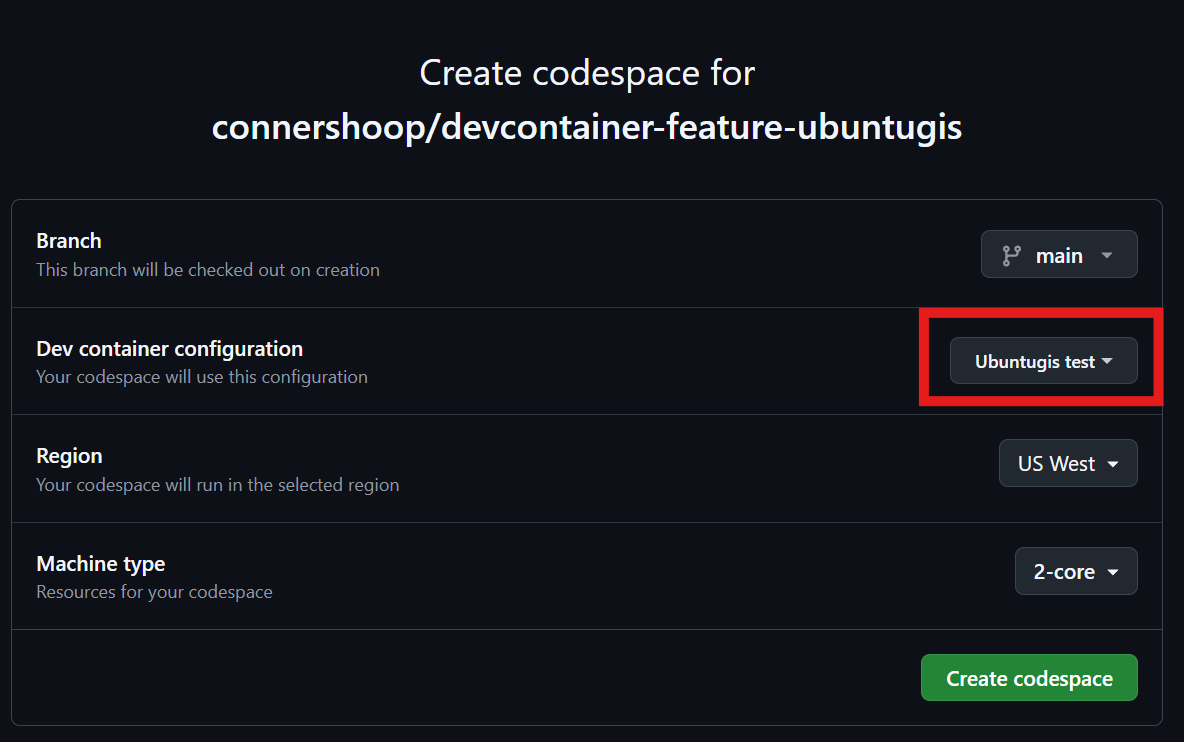 Create codespace for
connershoop/devcontainer-feature-ubuntugis
Branch
This branch will be checked out on creation
main
Dev container configuration
Your codespace will use this configuration
Ubuntugis test
Region
Your codespace will run in the selected region
US West
Machine type
Resources for your codespace
2-core
Create codespace